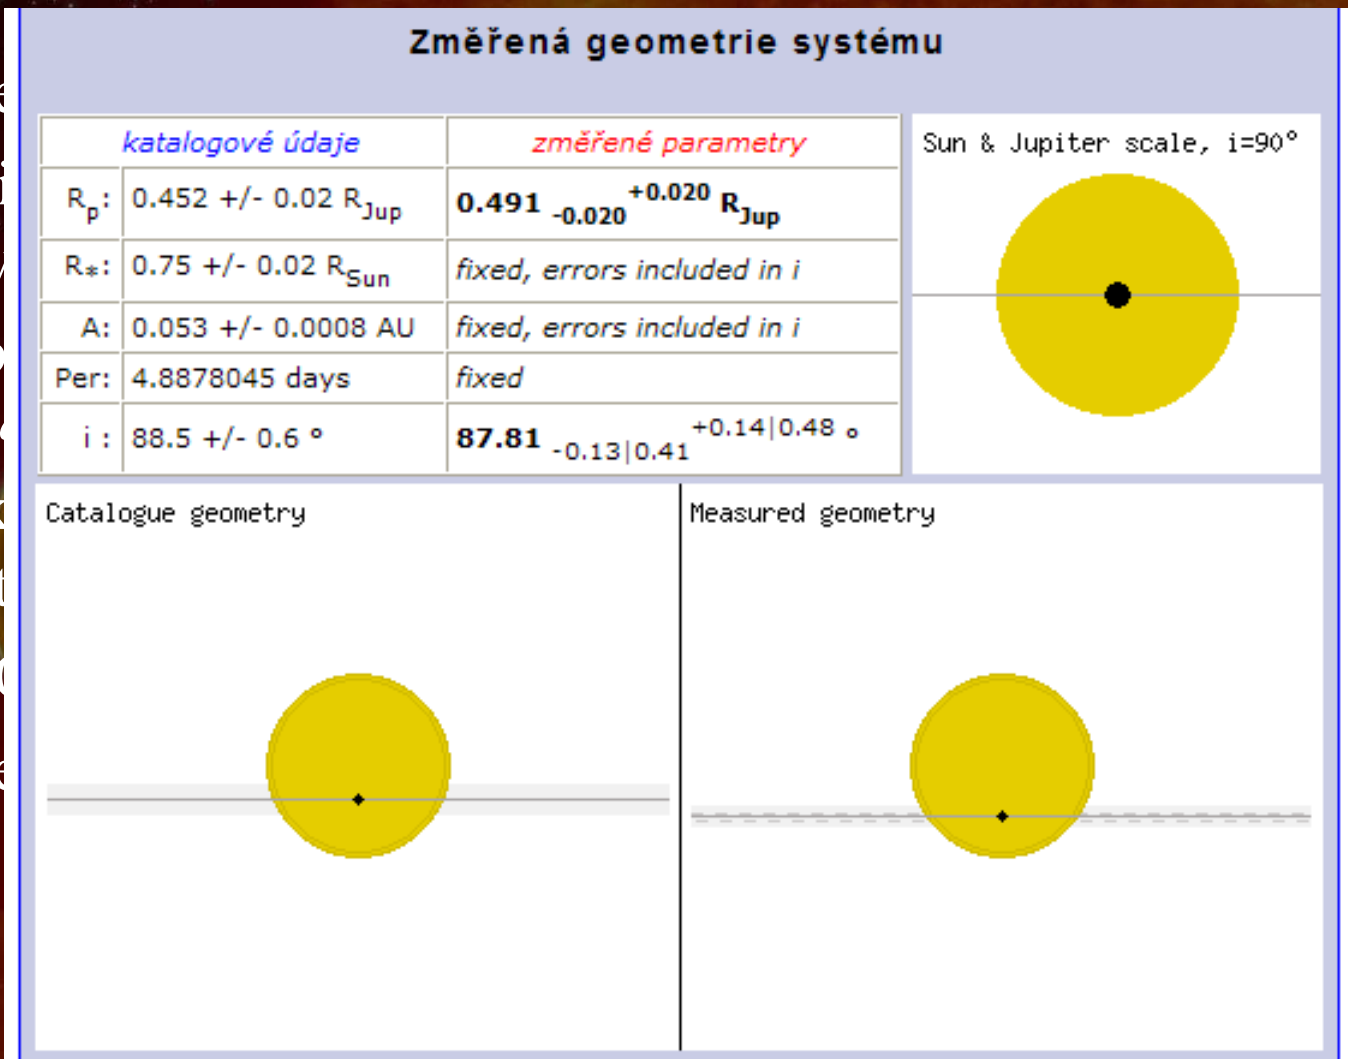 Změřená geometrie systému
katalogové údaje změřené parametry
Rp: 0.452 +/- 0.02 RJup 0.491 -0.020 +0.020 RJup
R*: 0.75 +/- 0.02 RSun fixed, errors included in i
A: 0.053 +/- 0.0008 AU fixed, errors included in i
Per: 4.8878045 days fixed
i : 88.5 +/- 0.6 ° 87.81 -0.13|0.41 +0.14|0.48 °
Sun & Jupiter scale, i=90°
Catalogue geometry
Measured geometry